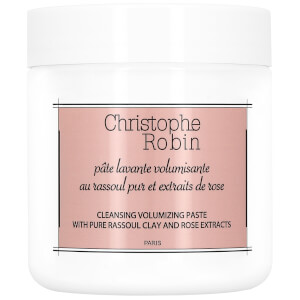 Christophe
Robin
pâte lavante volumisante
au rassoul pur et extraits de rose
CLEANSING VOLUMIZING PASTE
WITH PURE RASSOUL CLAY AND ROSE EXTRACTS
PARIS